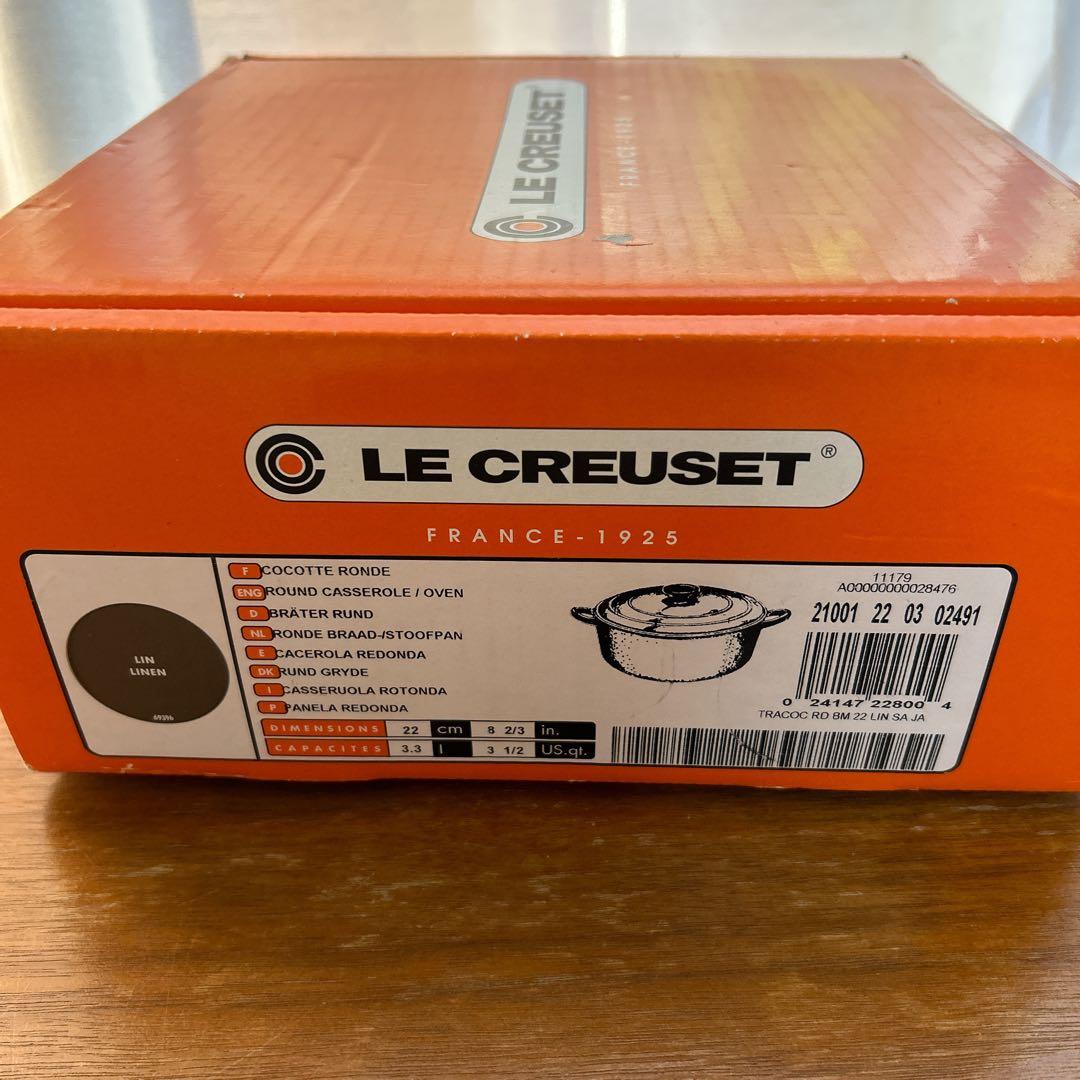 LE CREUSET
FRANCE-1925
LE CREUSET®
FRANCE-1925
LIN
LINEN
69396
F COCOTTE RONDE
ENG ROUND CASSEROLE / OVEN
D BRÄTER RUND
NL RONDE BRAAD-/STOOFPAN
E CACEROLA REDONDA
DK RUND GRYDE
I CASSERUOLA ROTONDA
P PANELA REDONDA
DIMENSIONS 22 cm 8 2/3 in.
CAPACITES 3.3 l 3 1/2 US.qt.
11179
A00000000028476
21001 22 03 02491
0 24147 22800 4
TRACOC RD BM 22 LIN SA JA